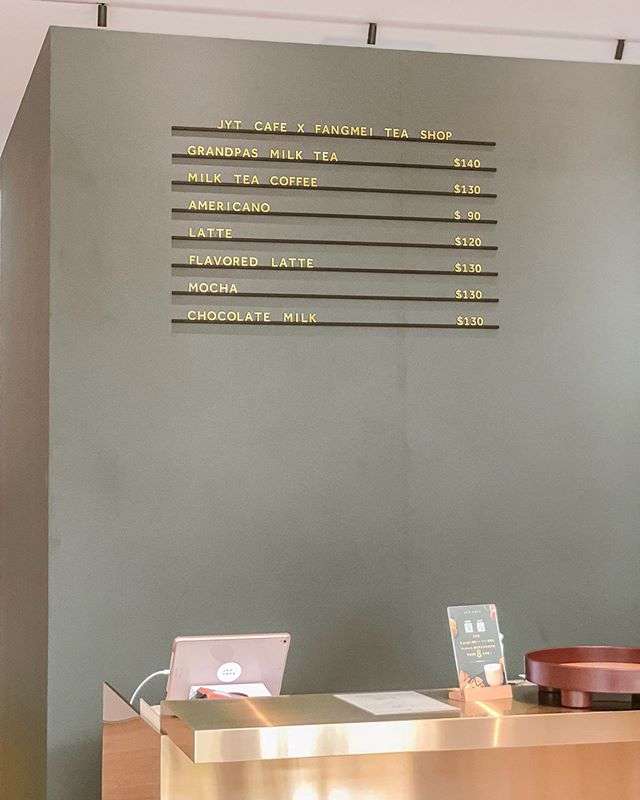 JYT CAFE X FANGMEI TEA SHOP
GRANDPAS MILK TEA $140
MILK TEA COFFEE $130
AMERICANO $ 90
LATTE $120
FLAVORED LATTE $130
MOCHA $130
CHOCOLATE MILK $130